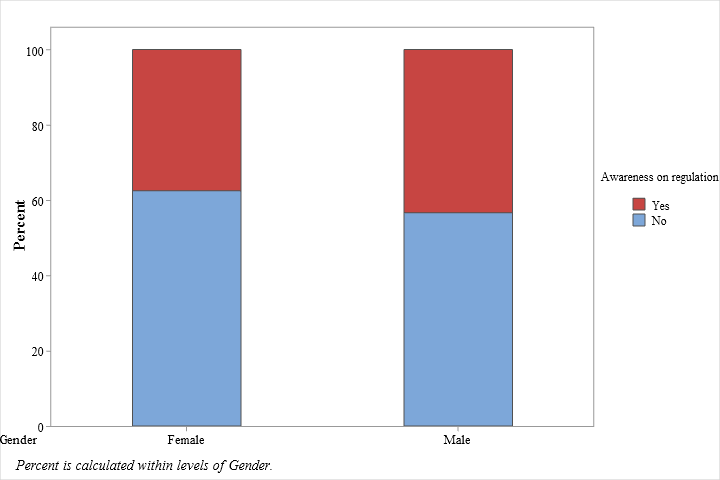 100
80
60
40
20
0
Percent
Gender
Female
Male
Awareness on regulation
Yes
No
Percent is calculated within levels of Gender.